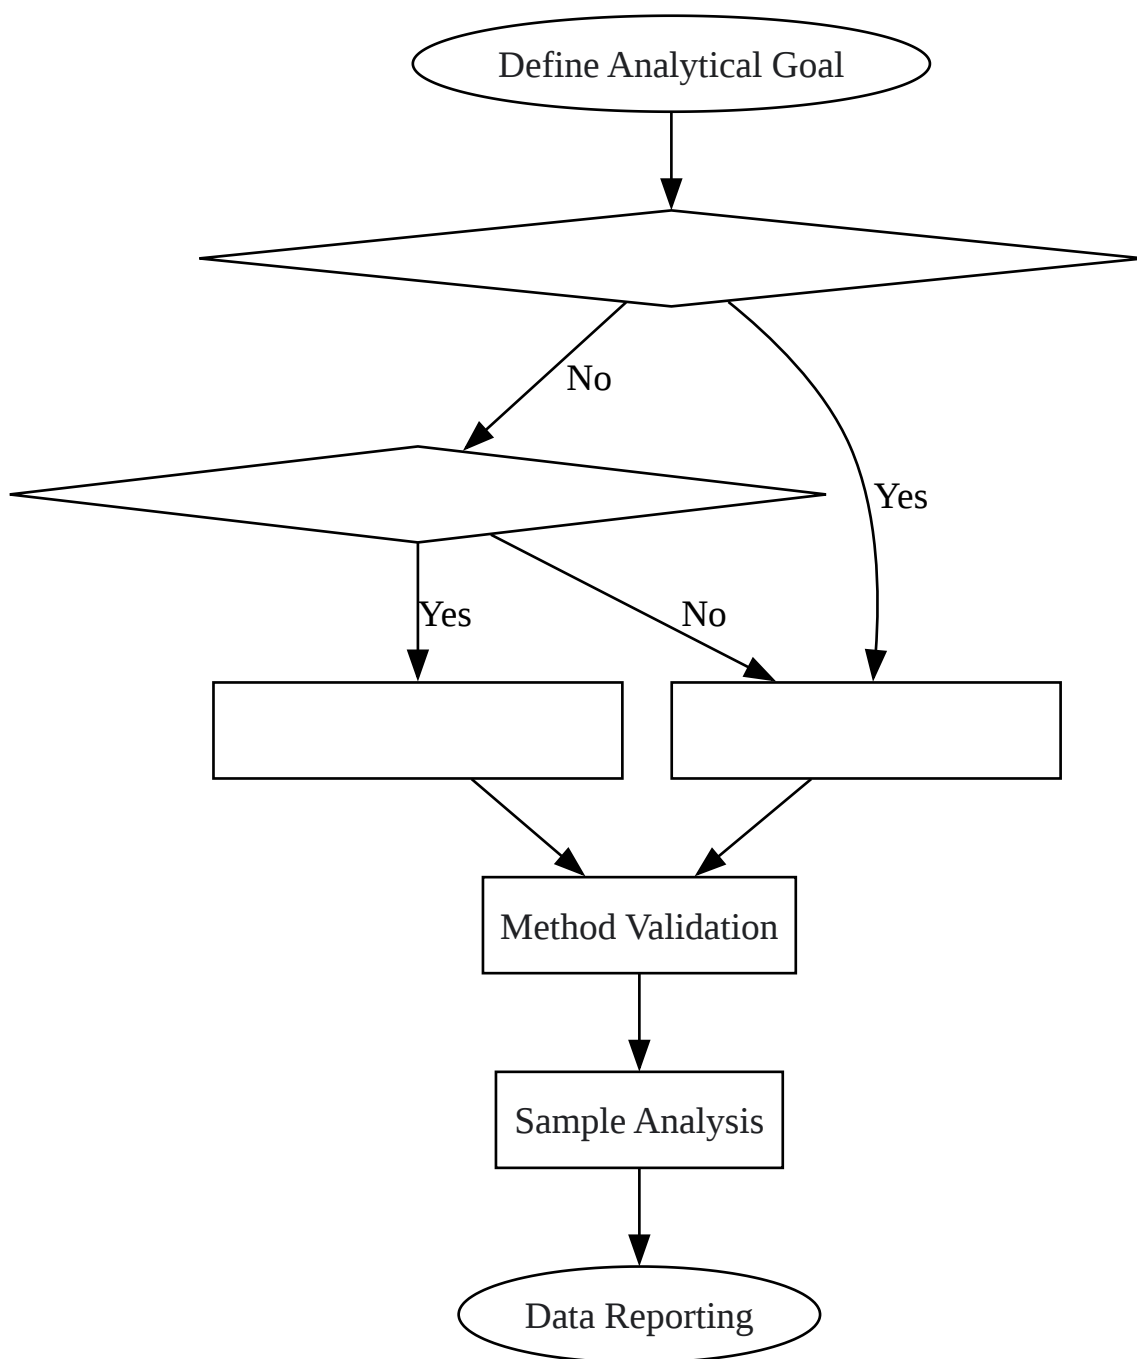 Define Analytical Goal
No
Yes
Yes
No
Method Validation
Sample Analysis
Data Reporting